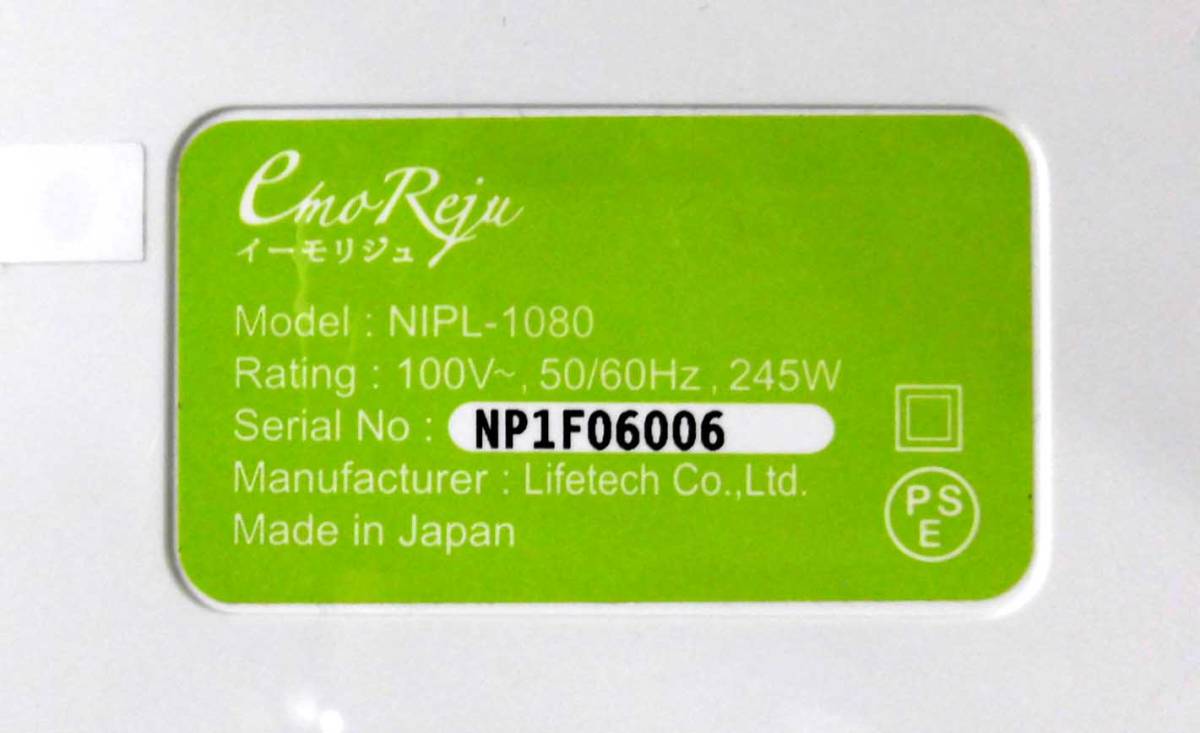 emoReju
イーモリジュ
Model : NIPL-1080
Rating : 100V~, 50/60Hz , 245W
Serial No : NP1F06006
Manufacturer : Lifetech Co.,Ltd.
Made in Japan
PS
E